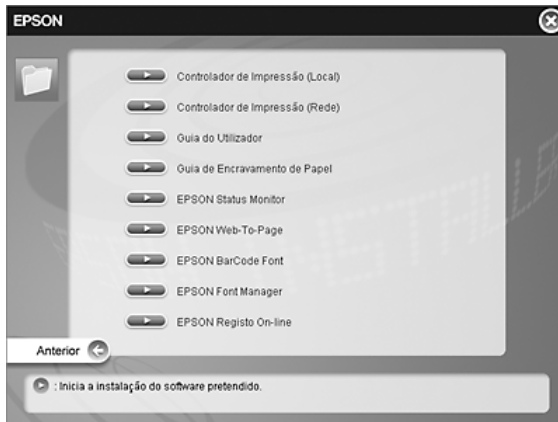 EPSON
Controlador de Impressão (Local)
Controlador de Impressão (Rede)
Guia do Utilizador
Guia de Encravamento de Papel
EPSON Status Monitor
EPSON Web-To-Page
EPSON BarCode Font
EPSON Font Manager
EPSON Registo On-line
Anterior
: Inicia a instalação do software pretendido.